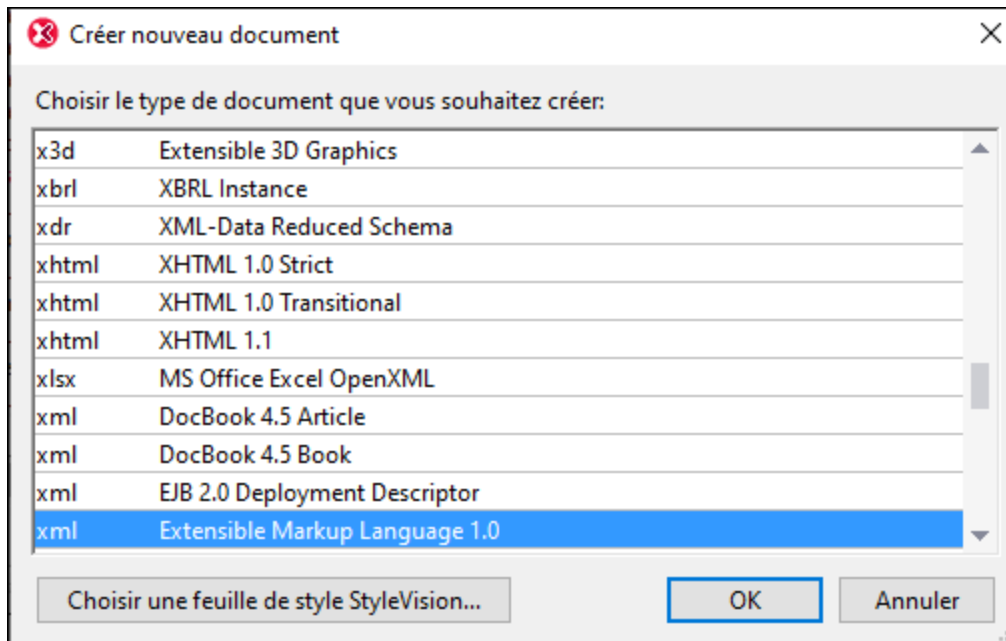 Créer nouveau document
Choisir le type de document que vous souhaitez créer:
x3d Extensible 3D Graphics
xbrl XBRL Instance
xdr XML-Data Reduced Schema
xhtml XHTML 1.0 Strict
xhtml XHTML 1.0 Transitional
xhtml XHTML 1.1
xlsx MS Office Excel OpenXML
xml DocBook 4.5 Article
xml DocBook 4.5 Book
xml EJB 2.0 Deployment Descriptor
xml Extensible Markup Language 1.0
Choisir une feuille de style StyleVision... OK Annuler